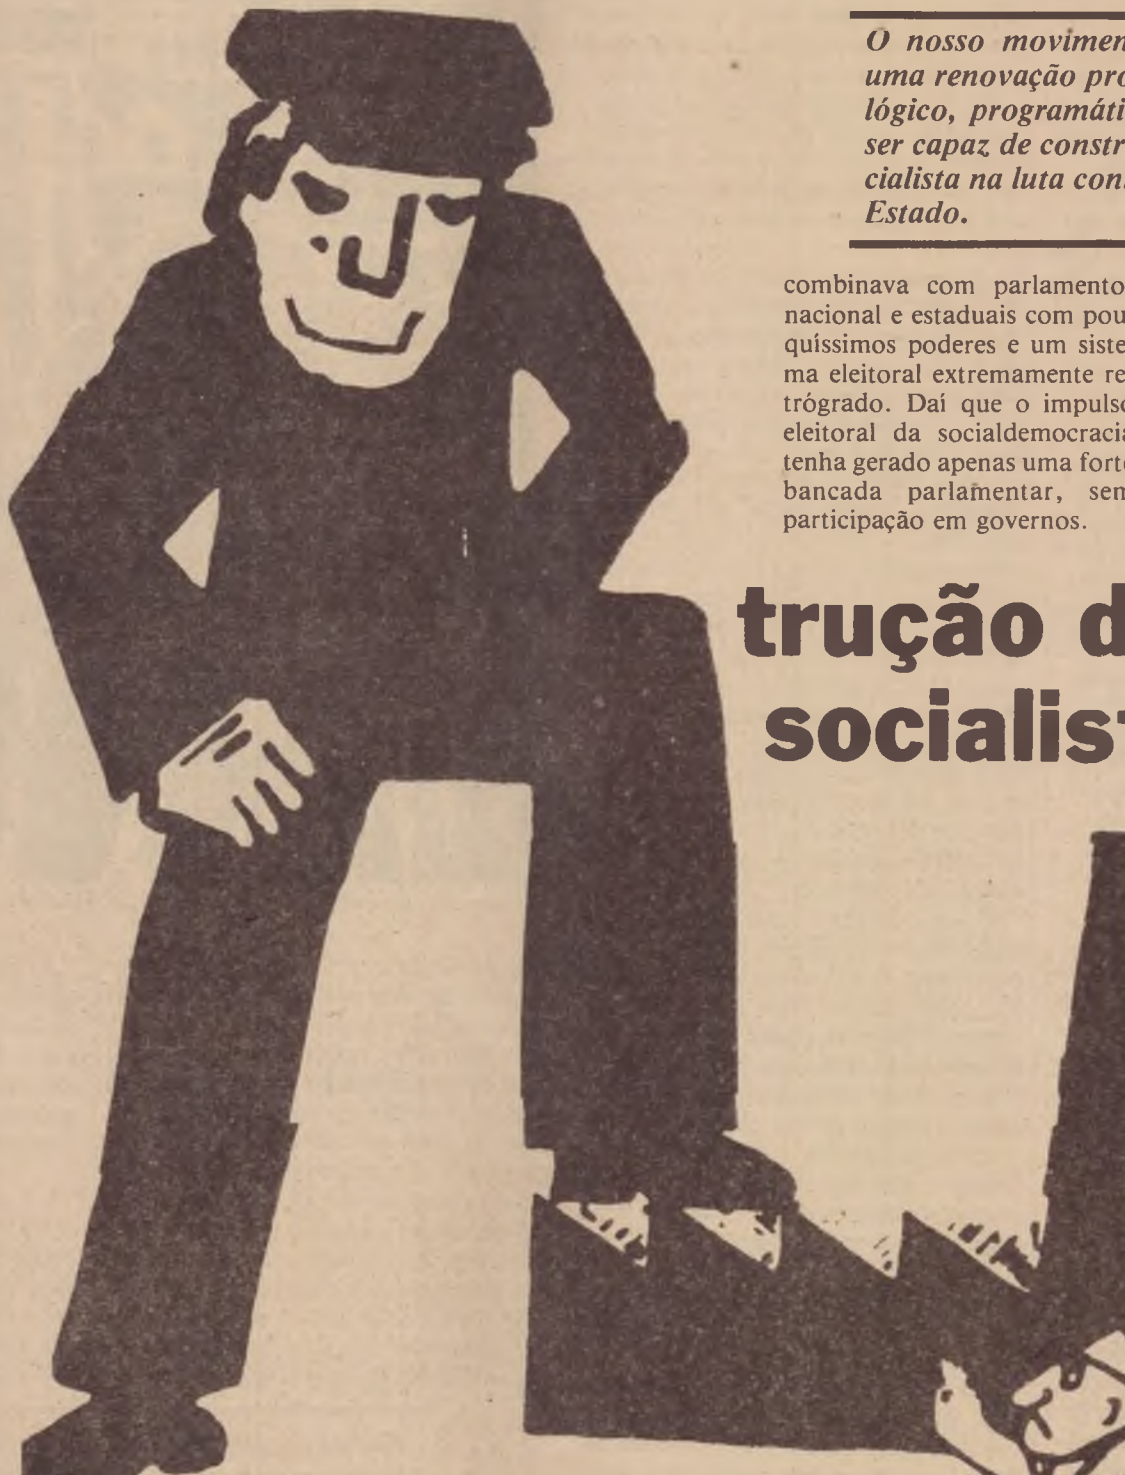 O nosso movimen
uma renovação pro
lógico, programáti
ser capaz de constr
cialista na luta con
Estado.
combinava com parlamento
nacional e estaduais com pou-
quíssimos poderes e um siste-
ma eleitoral extremamente re-
trógrado. Daí que o impulso
eleitoral da socialdemocracia
tenha gerado apenas uma forte
bancada parlamentar, sem
participação em governos.
trução d
socialist